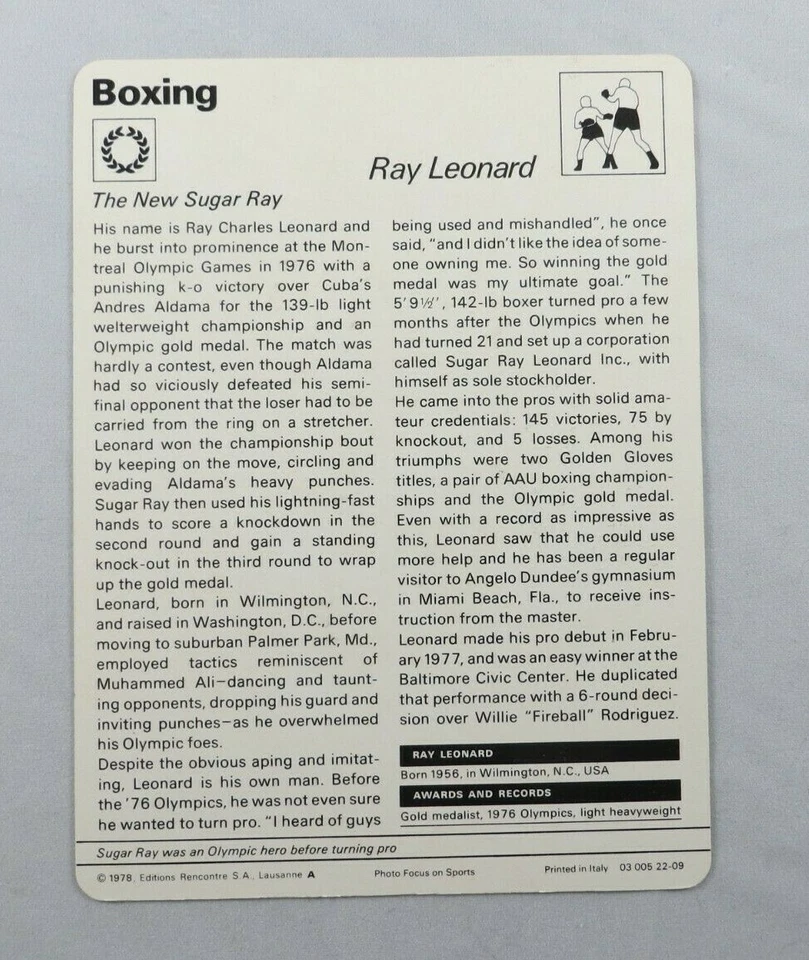 Boxing
Ray Leonard
The New Sugar Ray
His name is Ray Charles Leonard and
he burst into prominence at the Mon-
treal Olympic Games in 1976 with a
punishing k-o victory over Cuba's
Andres Aldama for the 139-lb light
welterweight championship and an
Olympic gold medal. The match was
hardly a contest, even though Aldama
had so viciously defeated his semi-
final opponent that the loser had to be
carried from the ring on a stretcher.
Leonard won the championship bout
by keeping on the move, circling and
evading Aldama's heavy punches.
Sugar Ray then used his lightning-fast
hands to score a knockdown in the
second round and gain a standing
knock-out in the third round to wrap
up the gold medal.
Leonard, born in Wilmington, N.C.,
and raised in Washington, D.C., before
moving to suburban Palmer Park, Md.,
employed tactics reminiscent of
Muhammed Ali–dancing and taunt-
ing opponents, dropping his guard and
inviting punches–as he overwhelmed
his Olympic foes.
Despite the obvious aping and imitat-
ing, Leonard is his own man. Before
the '76 Olympics, he was not even sure
he wanted to turn pro. "I heard of guys
being used and mishandled", he once
said, "and I didn't like the idea of some-
one owning me. So winning the gold
medal was my ultimate goal." The
5'9½', 142-lb boxer turned pro a few
months after the Olympics when he
had turned 21 and set up a corporation
called Sugar Ray Leonard Inc., with
himself as sole stockholder.
He came into the pros with solid ama-
teur credentials: 145 victories, 75 by
knockout, and 5 losses. Among his
triumphs were two Golden Gloves
titles, a pair of AAU boxing champion-
ships and the Olympic gold medal.
Even with a record as impressive as
this, Leonard saw that he could use
more help and he has been a regular
visitor to Angelo Dundee's gymnasium
in Miami Beach, Fla., to receive ins-
truction from the master.
Leonard made his pro debut in Febru-
ary 1977, and was an easy winner at the
Baltimore Civic Center. He duplicated
that performance with a 6-round deci-
sion over Willie "Fireball" Rodriguez.
RAY LEONARD
Born 1956, in Wilmington, N.C., USA
AWARDS AND RECORDS
Gold medalist, 1976 Olympics, light heavyweight
Sugar Ray was an Olympic hero before turning pro
© 1978, Editions Rencontre S.A., Lausanne A Photo Focus on Sports Printed in Italy 03 005 22-09